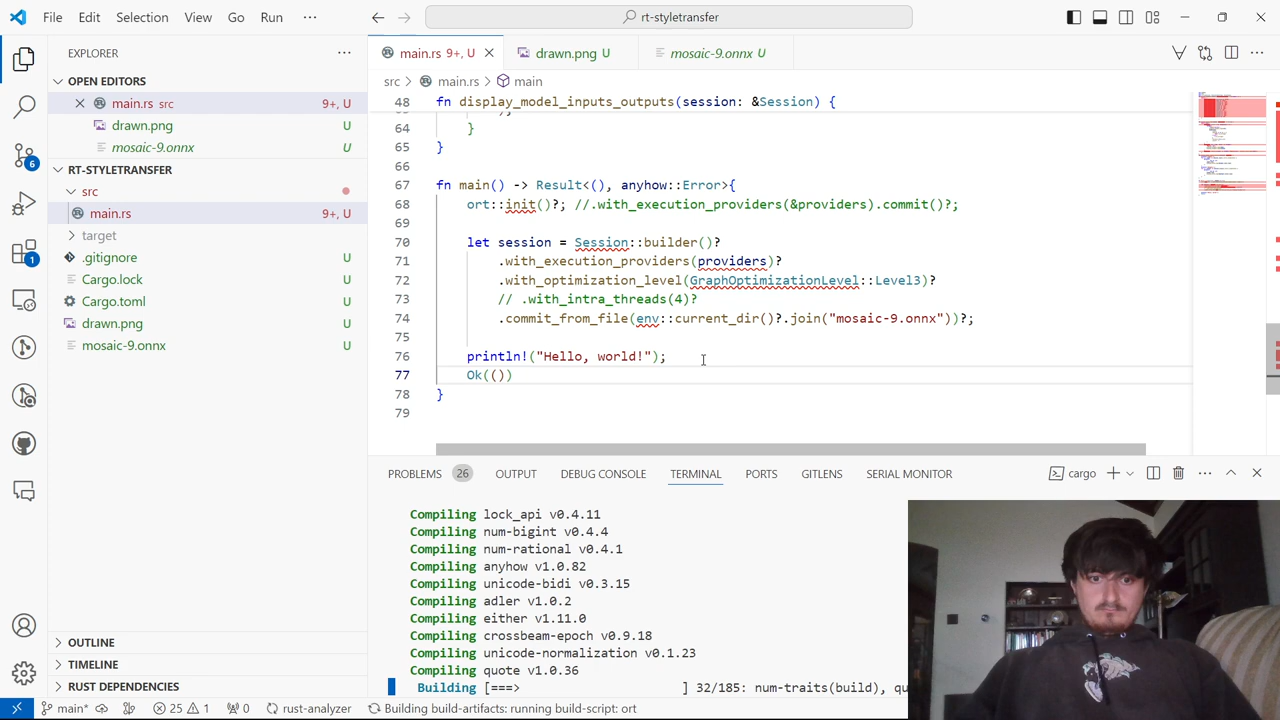 File Edit Selection View Go Run ··· rt-styletransfer
EXPLORER
OPEN EDITORS
main.rs src 9+, U
drawn.png U
mosaic-9.onnx U
RT-STYLETRANSFER
src
main.rs 9+, U
target
.gitignore U
Cargo.lock U
Cargo.toml U
drawn.png U
mosaic-9.onnx U
OUTLINE
TIMELINE
RUST DEPENDENCIES
6
1
main.rs 9+, U drawn.png U mosaic-9.onnx U
src > main.rs > main
48 fn display_model_inputs_outputs(session: &Session) {
64 }
65 }
66
67 fn main() -> Result<(), anyhow::Error>{
68 ort::init()?; //.with_execution_providers(&providers).commit()?;
69
70 let session = Session::builder()?
71 .with_execution_providers(providers)?
72 .with_optimization_level(GraphOptimizationLevel::Level3)?
73 // .with_intra_threads(4)?
74 .commit_from_file(env::current_dir()?.join("mosaic-9.onnx"))?;
75
76 println!("Hello, world!");
77 Ok(())
78 }
79
PROBLEMS 26 OUTPUT DEBUG CONSOLE TERMINAL PORTS GITLENS SERIAL MONITOR cargo
Compiling lock_api v0.4.11
Compiling num-bigint v0.4.4
Compiling num-rational v0.4.1
Compiling anyhow v1.0.82
Compiling unicode-bidi v0.3.15
Compiling adler v1.0.2
Compiling either v1.11.0
Compiling crossbeam-epoch v0.9.18
Compiling unicode-normalization v0.1.23
Compiling quote v1.0.36
Building [===> ] 32/185: num-traits(build), qu
main* 25 1 0 rust-analyzer Building build-artifacts: running build-script: ort